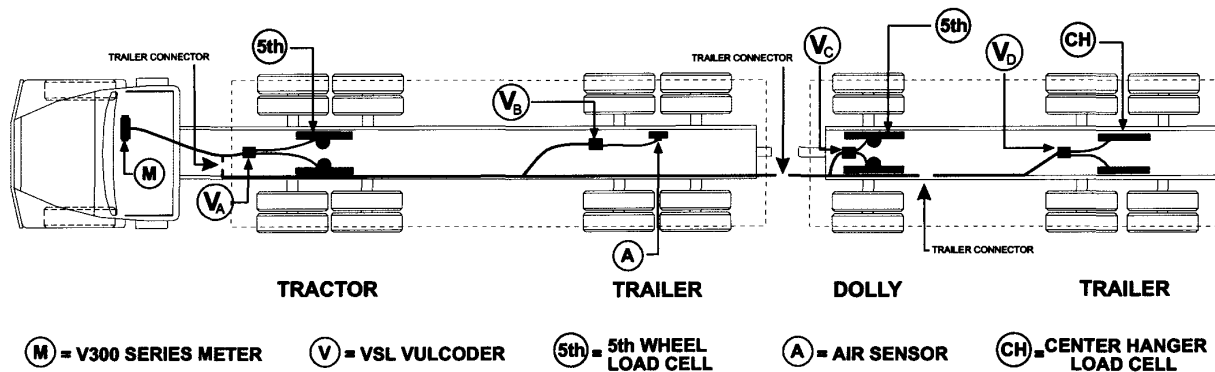 5th
TRAILER CONNECTOR
TRAILER CONNECTOR
5th
VC
VD
CH
VB
M
VA
A
TRAILER CONNECTOR
TRACTOR
TRAILER
DOLLY
TRAILER
M = V300 SERIES METER
V = VSL VULCODER
5th = 5th WHEEL
LOAD CELL
A = AIR SENSOR
CH = CENTER HANGER
LOAD CELL